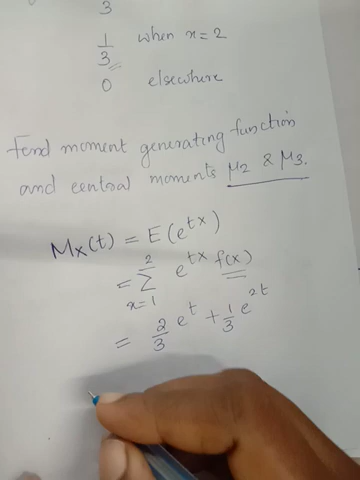 3
1/3 when x = 2
0 elsewhere
Find moment generating function
and central moments μ2 & μ3.
Mx(t) = E(e^tx)
= ∑_{x=1}^{2} e^tx f(x)
= 2/3 e^t + 1/3 e^2t